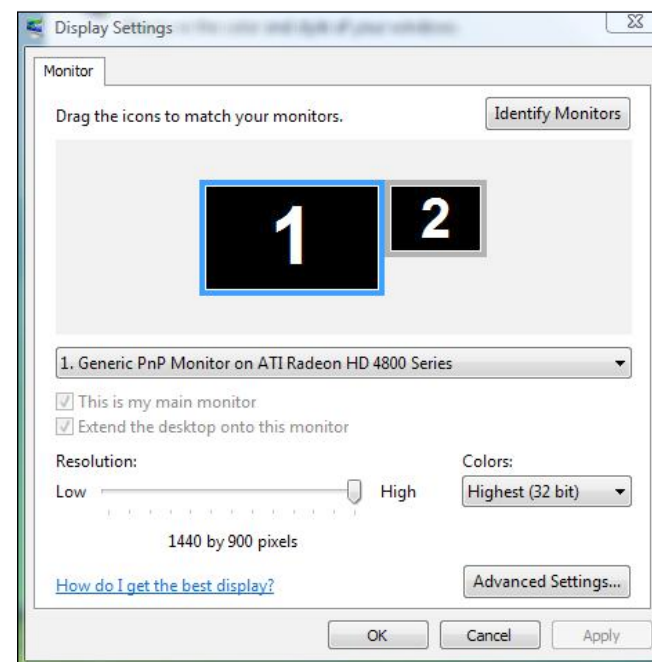 Display Settings
Monitor
Drag the icons to match your monitors.
Identify Monitors
1
2
1. Generic PnP Monitor on ATI Radeon HD 4800 Series
This is my main monitor
Extend the desktop onto this monitor
Resolution:
Colors:
Low
High
Highest (32 bit)
1440 by 900 pixels
How do I get the best display?
Advanced Settings...
OK
Cancel
Apply